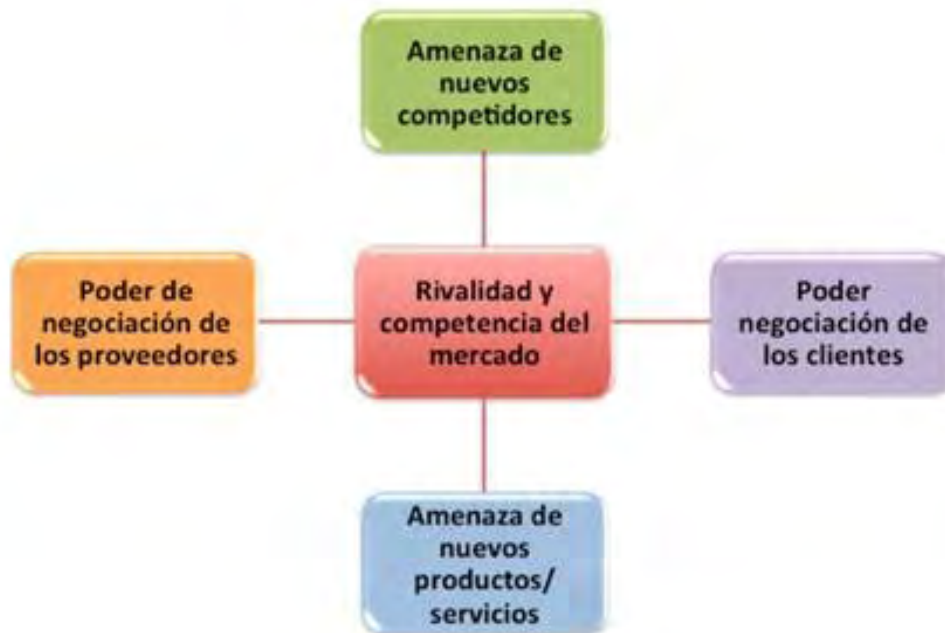 Amenaza de
nuevos
competidores
Poder de
negociación de
los proveedores
Rivalidad y
competencia del
mercado
Poder
negociación de
los clientes
Amenaza de
nuevos
productos/
servicios